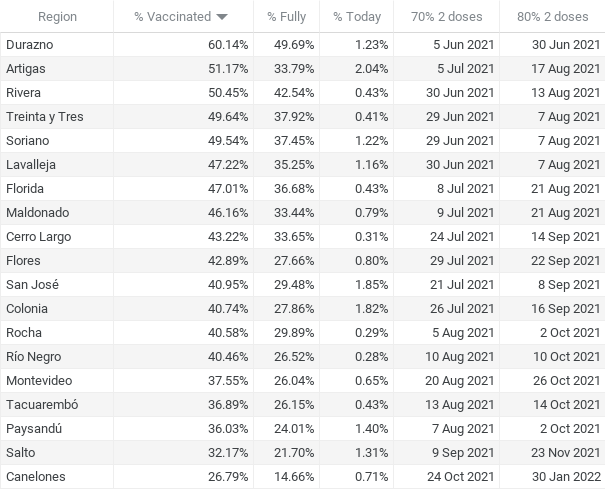 Region % Vaccinated % Fully % Today 70% 2 doses 80% 2 doses
Durazno 60.14% 49.69% 1.23% 5 Jun 2021 30 Jun 2021
Artigas 51.17% 33.79% 2.04% 5 Jul 2021 17 Aug 2021
Rivera 50.45% 42.54% 0.43% 30 Jun 2021 13 Aug 2021
Treinta y Tres 49.64% 37.92% 0.41% 29 Jun 2021 7 Aug 2021
Soriano 49.54% 37.45% 1.22% 29 Jun 2021 7 Aug 2021
Lavalleja 47.22% 35.25% 1.16% 30 Jun 2021 7 Aug 2021
Florida 47.01% 36.68% 0.43% 8 Jul 2021 21 Aug 2021
Maldonado 46.16% 33.44% 0.79% 9 Jul 2021 21 Aug 2021
Cerro Largo 43.22% 33.65% 0.31% 24 Jul 2021 14 Sep 2021
Flores 42.89% 27.66% 0.80% 29 Jul 2021 22 Sep 2021
San José 40.95% 29.48% 1.85% 21 Jul 2021 8 Sep 2021
Colonia 40.74% 27.86% 1.82% 26 Jul 2021 16 Sep 2021
Rocha 40.58% 29.89% 0.29% 5 Aug 2021 2 Oct 2021
Río Negro 40.46% 26.52% 0.28% 10 Aug 2021 10 Oct 2021
Montevideo 37.55% 26.04% 0.65% 20 Aug 2021 26 Oct 2021
Tacuarembó 36.89% 26.15% 0.43% 13 Aug 2021 14 Oct 2021
Paysandú 36.03% 24.01% 1.40% 7 Aug 2021 2 Oct 2021
Salto 32.17% 21.70% 1.31% 9 Sep 2021 23 Nov 2021
Canelones 26.79% 14.66% 0.71% 24 Oct 2021 30 Jan 2022